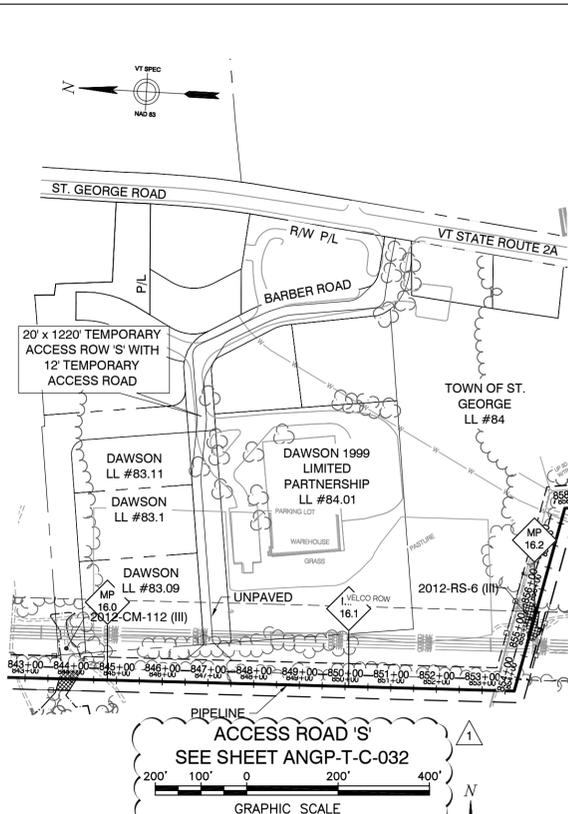 VT SPEC
N
NAD 83
ST. GEORGE ROAD
VT STATE ROUTE 2A
R/W P/L
P/L
BARBER ROAD
20' x 1220' TEMPORARY
ACCESS ROW 'S' WITH
12' TEMPORARY
ACCESS ROAD
TOWN OF ST.
GEORGE
LL #84
DAWSON
LL #83.11
DAWSON 1999
LIMITED
PARTNERSHIP
LL #84.01
DAWSON
LL #83.1
PARKING LOT
WAREHOUSE
GRASS
PASTURE
MP
16.2
DAWSON
LL #83.09
MP
16.0
UNPAVED
VELCO ROW
16.1
2012-RS-6 (III)
2012-CM-112 (III)
843+00 844+00 845+00 846+00 847+00 848+00 849+00 850+00 851+00 852+00 853+00
PIPELINE
ACCESS ROAD 'S'
SEE SHEET ANGP-T-C-032
1
200' 100' 0 200' 400'
GRAPHIC SCALE
N